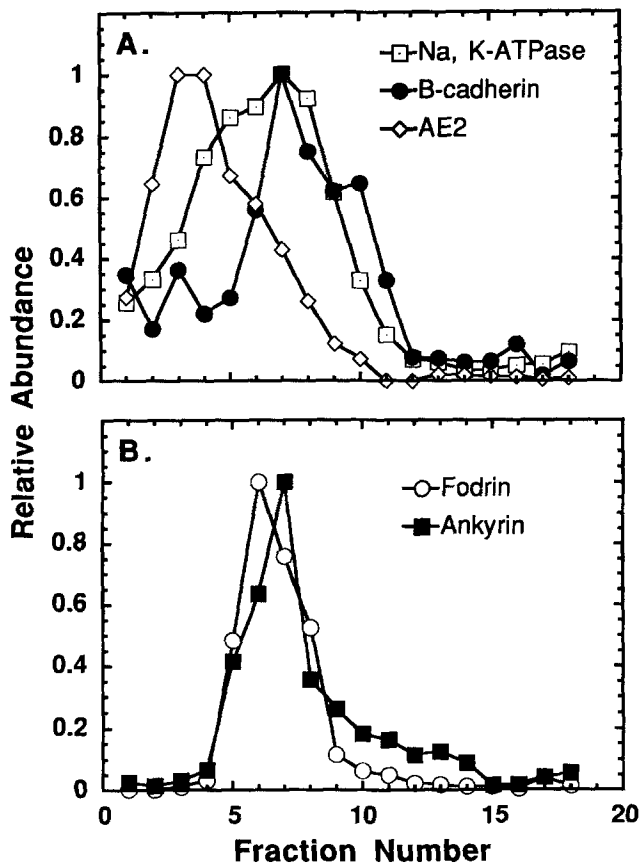 A.
Na, K-ATPase
B-cadherin
AE2
1
0.8
0.6
0.4
0.2
0
Relative Abundance
B.
Fodrin
Ankyrin
1
0.8
0.6
0.4
0.2
0
0 5 10 15 20
Fraction Number